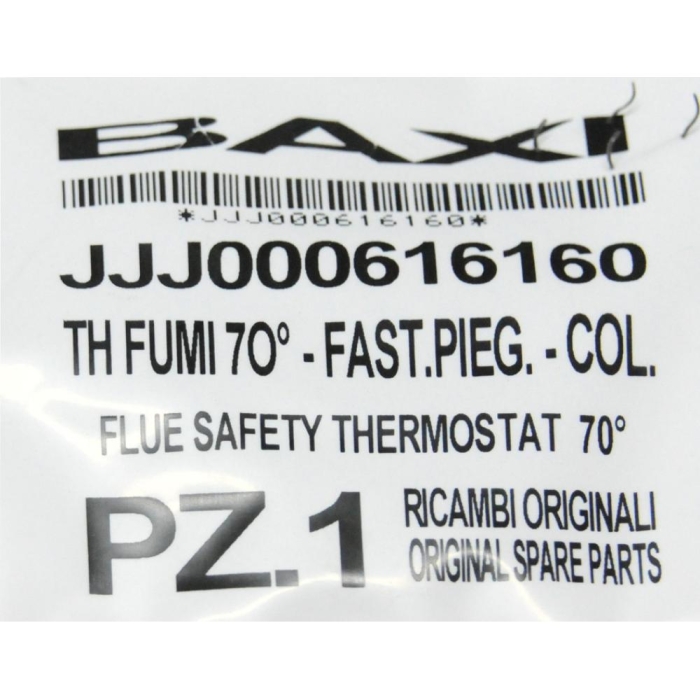 BAXI
*JJJ000616160*
JJJ000616160
TH FUMI 70° - FAST.PIEG. - COL.
FLUE SAFETY THERMOSTAT 70°
PZ.1
RICAMBI ORIGINALI
ORIGINAL SPARE PARTS